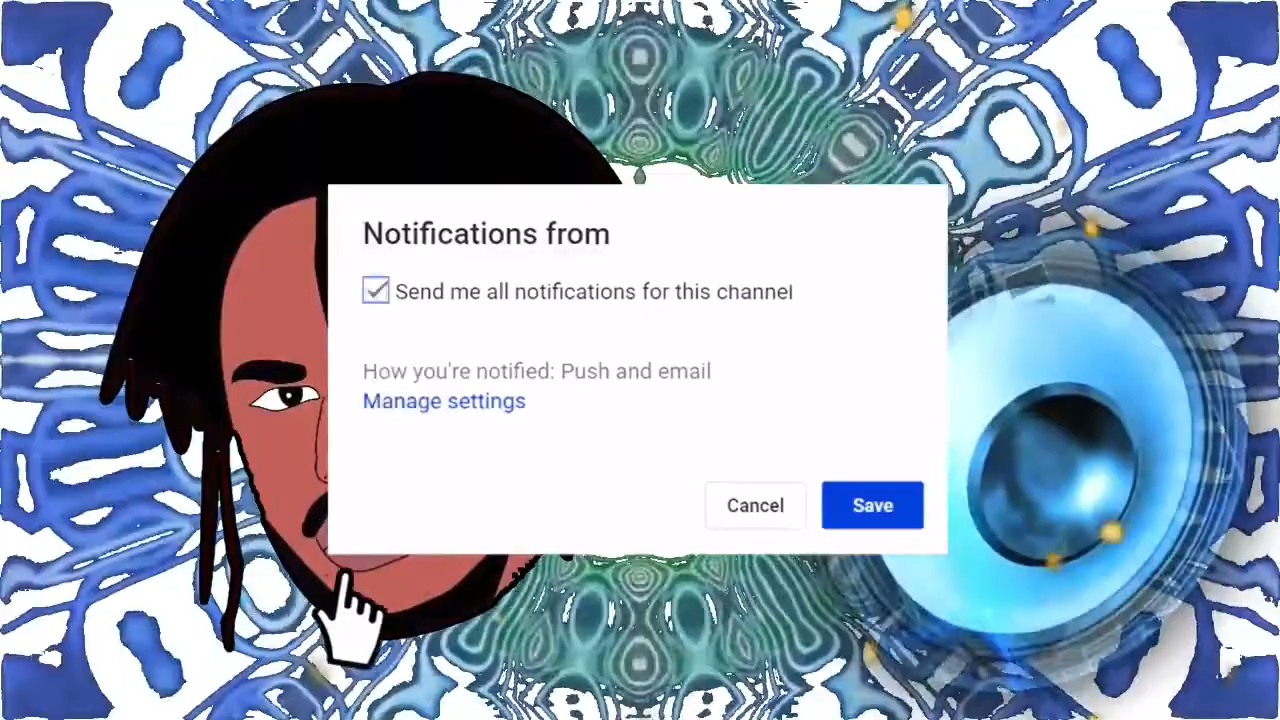 Notifications from
Send me all notifications for this channel
How you're notified: Push and email
Manage settings
Cancel
Save